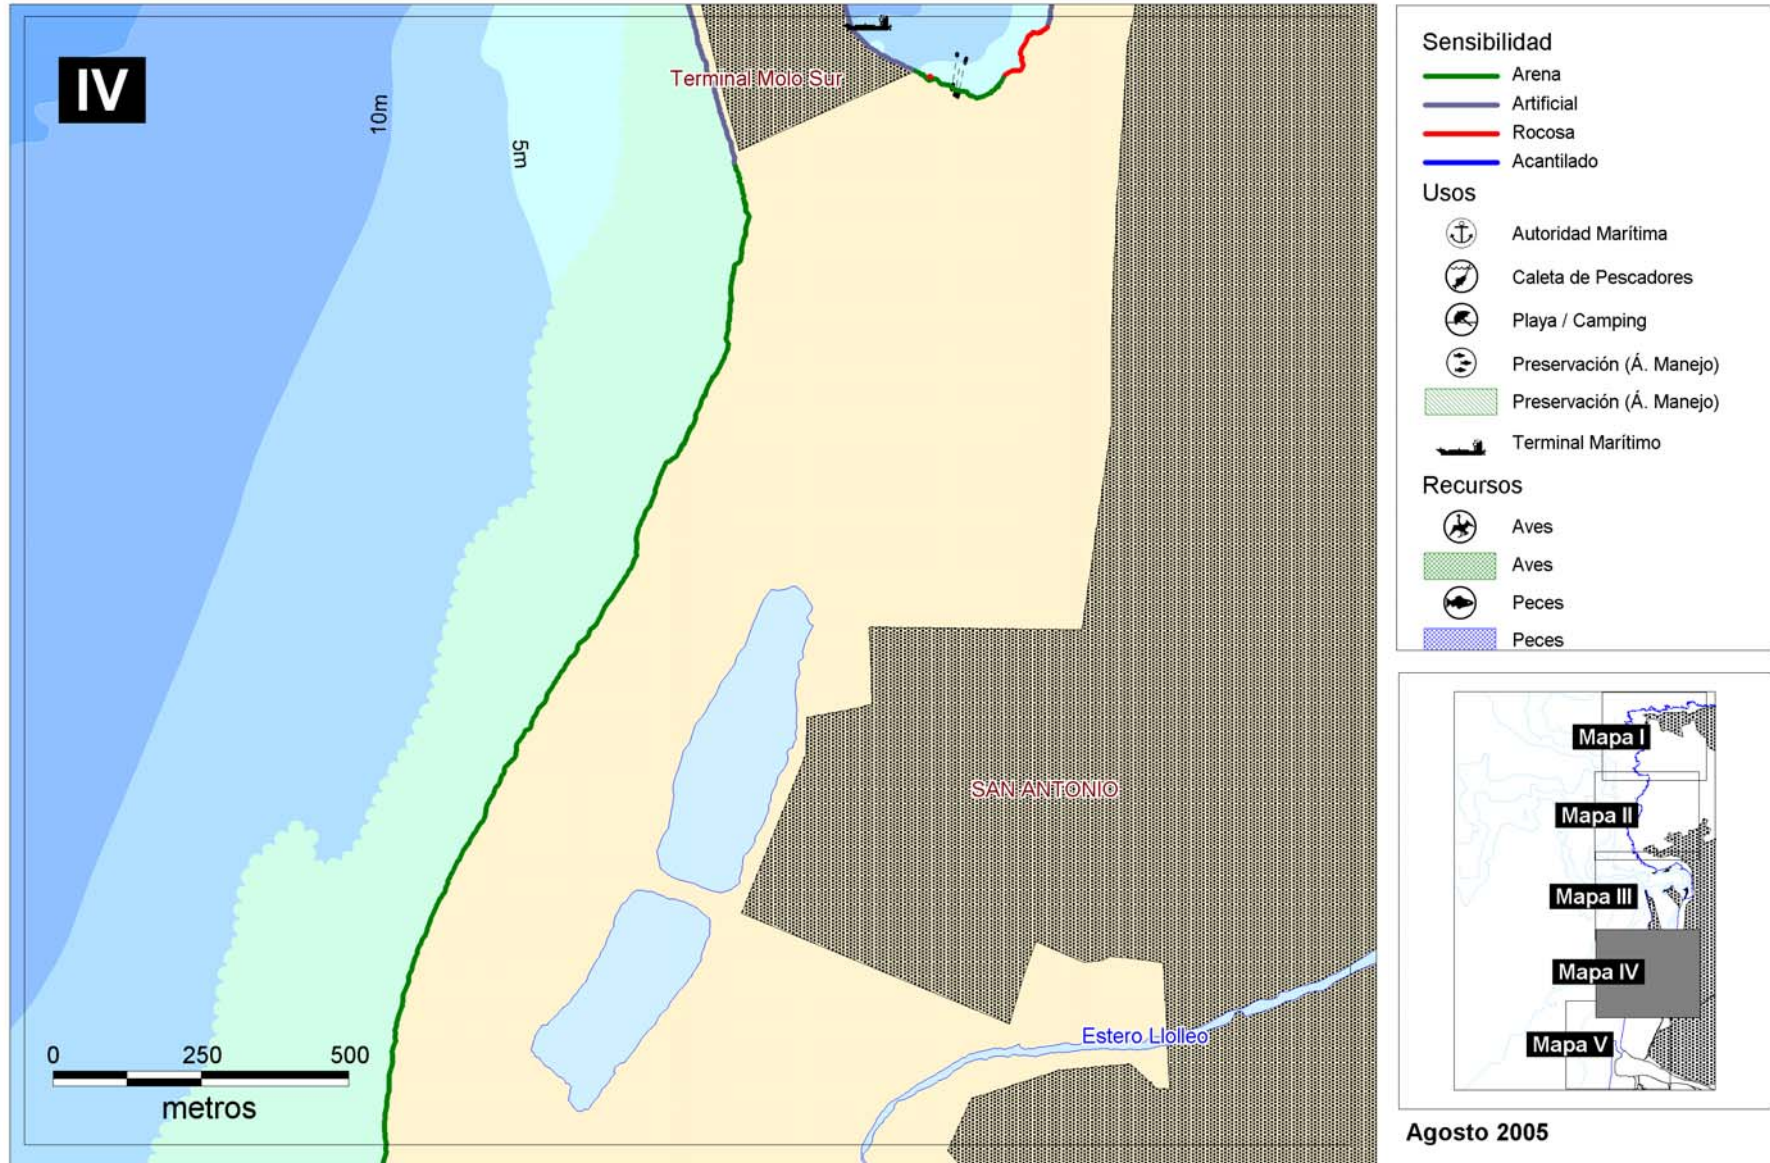 IV
10m
5m
Terminal Molo Sur
SAN ANTONIO
Estero Llolleo
0 250 500
metros
Sensibilidad
Arena
Artificial
Rocosa
Acantilado
Usos
Autoridad Marítima
Caleta de Pescadores
Playa / Camping
Preservación (Á. Manejo)
Preservación (Á. Manejo)
Terminal Marítimo
Recursos
Aves
Aves
Peces
Peces
Mapa I
Mapa II
Mapa III
Mapa IV
Mapa V
Agosto 2005